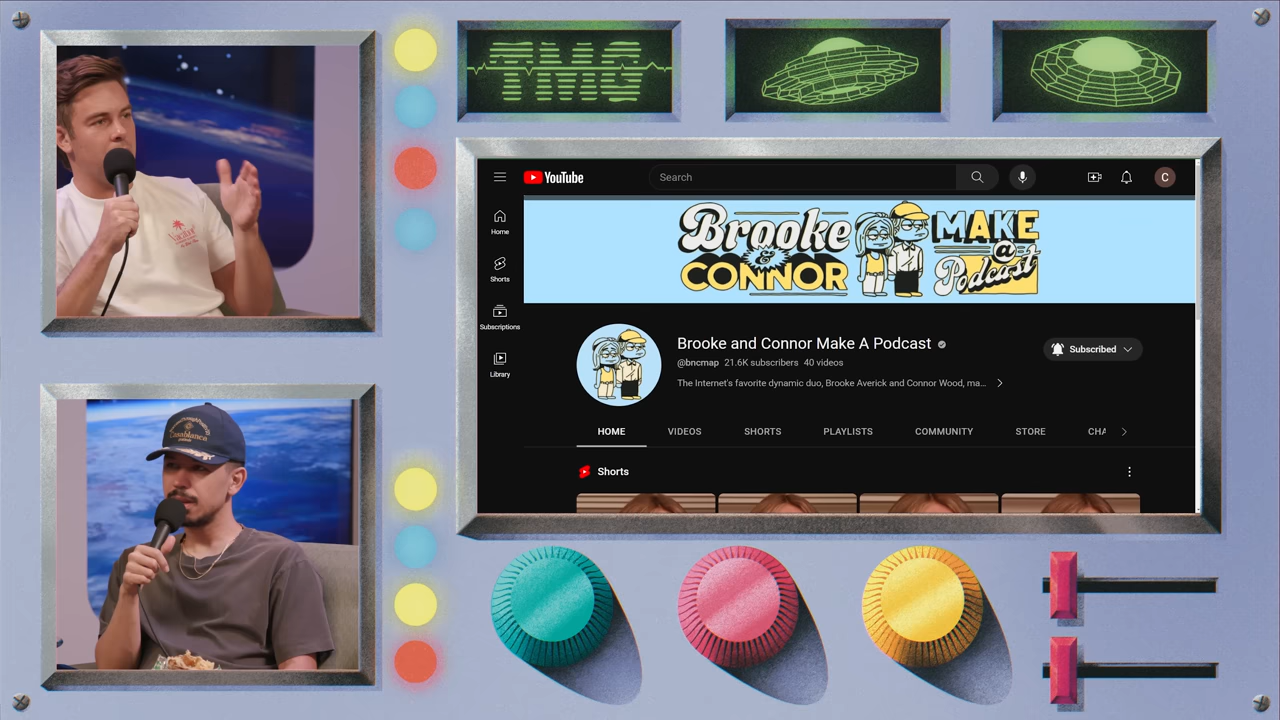 TMG
YouTube
Search
C
Home
Shorts
Subscriptions
Library
Brooke
&
CONNOR
MAKE
@
Podcast
Brooke and Connor Make A Podcast
@bncmap 21.6K subscribers 40 videos
The Internet's favorite dynamic duo, Brooke Averick and Connor Wood, ma...
Subscribed
HOME VIDEOS SHORTS PLAYLISTS COMMUNITY STORE CHA
Shorts
Casablanca